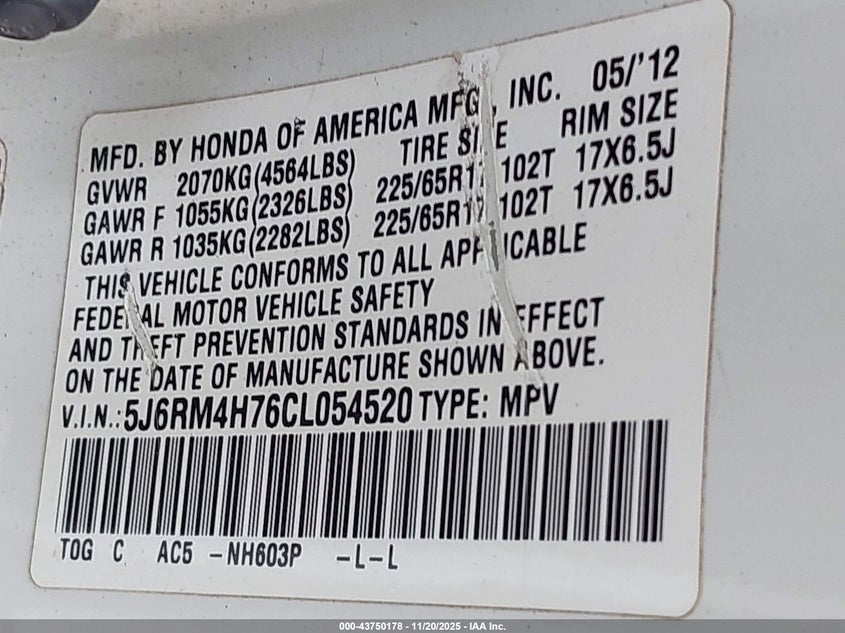 MFD. BY HONDA OF AMERICA MFG., INC. 05/'12
GVWR 2070KG(4564LBS) TIRE SIZE RIM SIZE
GAWR F 1055KG(2326LBS) 225/65R17 102T 17X6.5J
GAWR R 1035KG(2282LBS) 225/65R17 102T 17X6.5J
THIS VEHICLE CONFORMS TO ALL APPLICABLE
FEDERAL MOTOR VEHICLE SAFETY
AND THEFT PREVENTION STANDARDS IN EFFECT
ON THE DATE OF MANUFACTURE SHOWN ABOVE.
V.I.N.:5J6RM4H76CL054520 TYPE: MPV
T0G C AC5 -NH603P -L-L
000-43750178 - 11/20/2025 - IAA Inc.